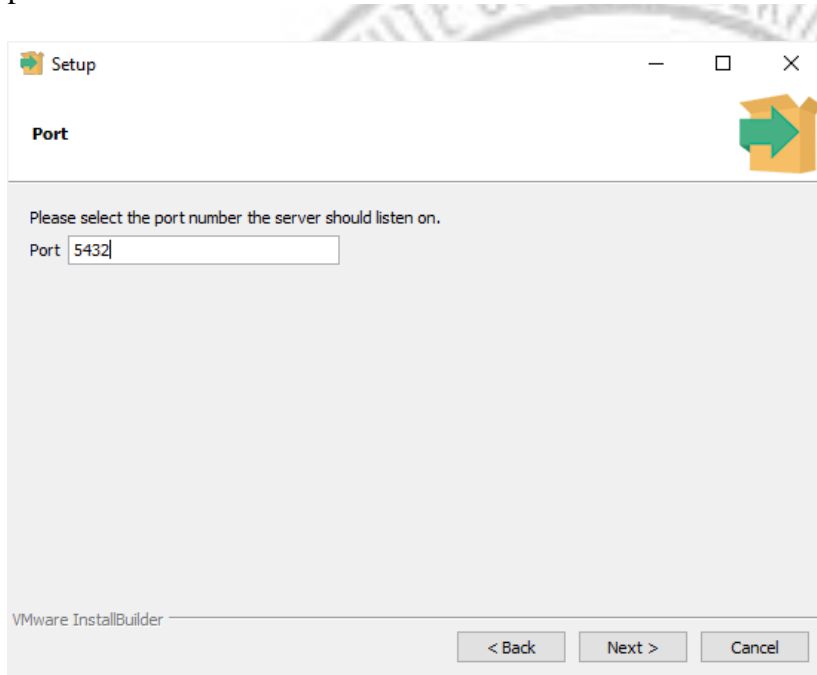 Setup
Port
Please select the port number the server should listen on.
Port 5432
VMware InstallBuilder
< Back Next > Cancel